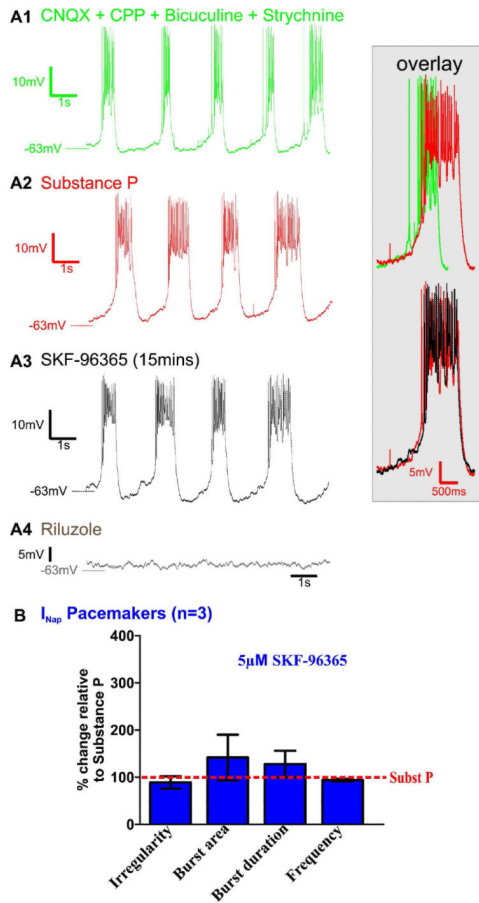 A1 CNQX + CPP + Bicuculine + Strychnine
10mV
1s
-63mV
overlay
A2 Substance P
10mV
1s
-63mV
A3 SKF-96365 (15mins)
10mV
1s
-63mV
5mV
500ms
A4 Riluzole
5mV
-63mV
1s
B INap Pacemakers (n=3)
% change relative
to Substance P
400
300
200
100
0
5μM SKF-96365
Subst P
Irregularity
Burst area
Burst duration
Frequency